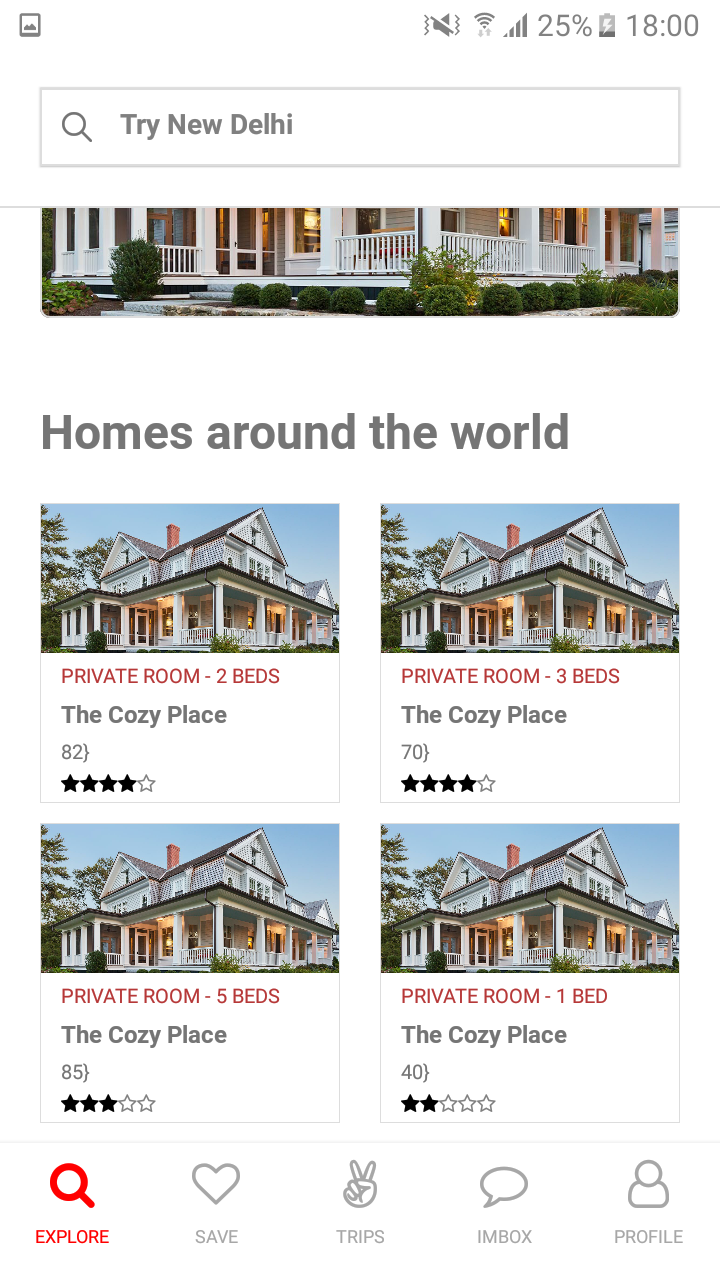 25% 18:00
Try New Delhi
Homes around the world
PRIVATE ROOM - 2 BEDS
The Cozy Place
82}
PRIVATE ROOM - 3 BEDS
The Cozy Place
70}
PRIVATE ROOM - 5 BEDS
The Cozy Place
85}
PRIVATE ROOM - 1 BED
The Cozy Place
40}
EXPLORE
SAVE
TRIPS
IMBOX
PROFILE